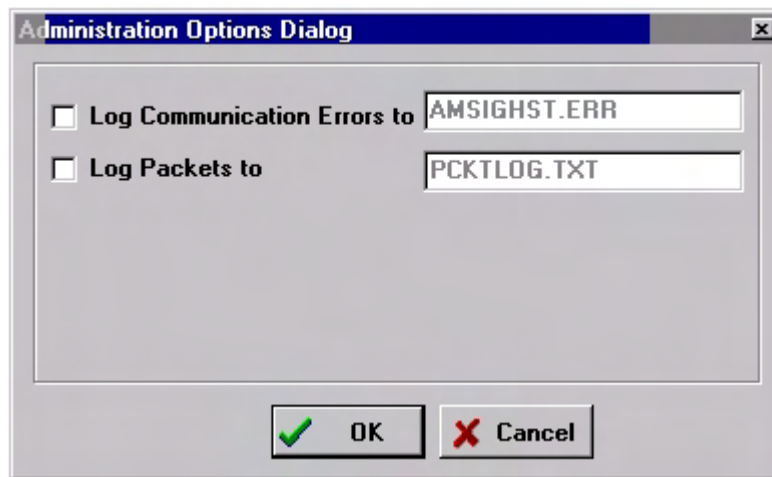 Administration Options Dialog
Log Communication Errors to AMSIGHST.ERR
Log Packets to PCKTLOG.TXT
OK Cancel